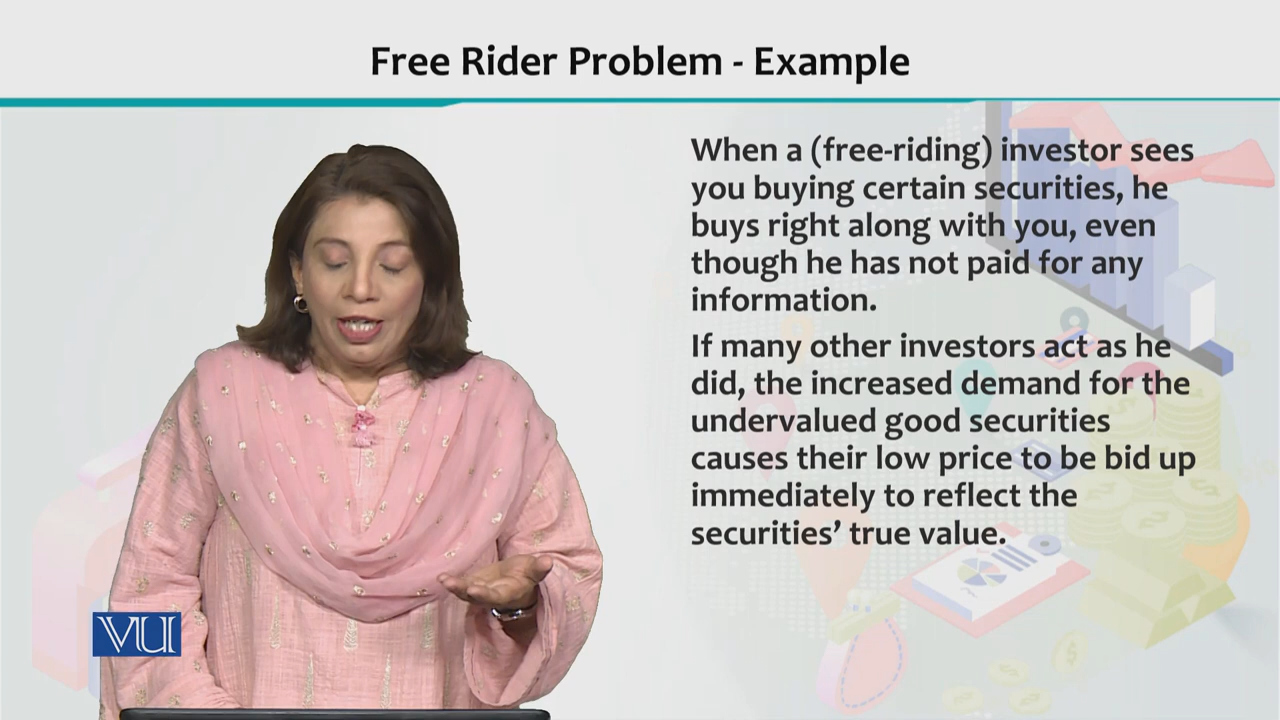 Free Rider Problem - Example
When a (free-riding) investor sees
you buying certain securities, he
buys right along with you, even
though he has not paid for any
information.
If many other investors act as he
did, the increased demand for the
undervalued good securities
causes their low price to be bid up
immediately to reflect the
securities’ true value.
VU